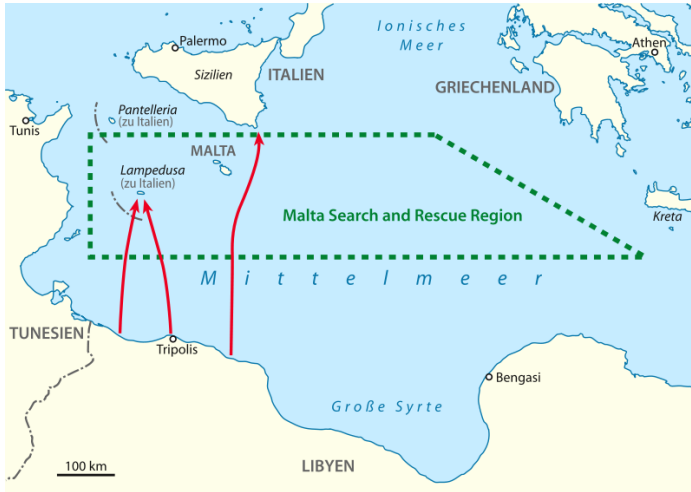 Ionisches
Meer
Palermo
Athen
Sizilien
ITALIEN
GRIECHENLAND
Pantelleria
(zu Italien)
Tunis
MALTA
Lampedusa
(zu Italien)
Malta Search and Rescue Region
Kreta
Mittelmeer
TUNESIEN
Tripolis
Bengasi
Große Syrte
100 km
LIBYEN